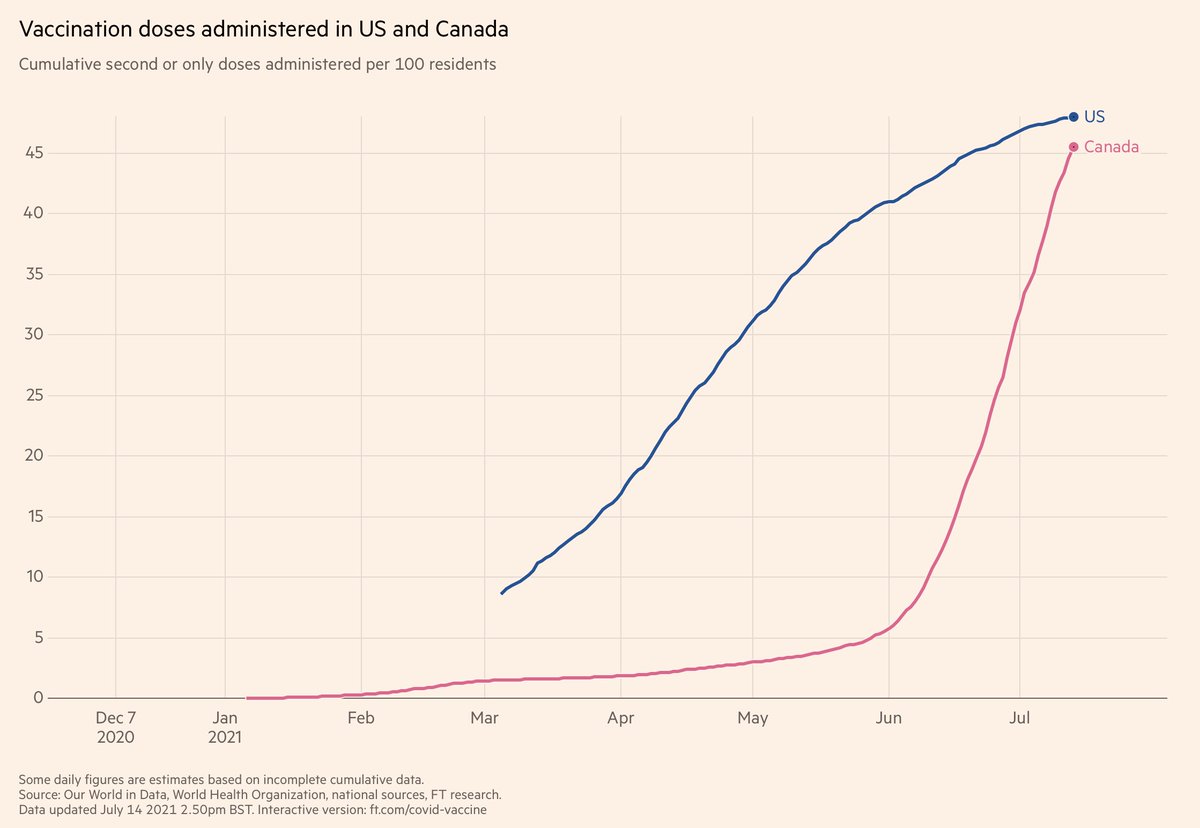 Vaccination doses administered in US and Canada
Cumulative second or only doses administered per 100 residents
US
Canada
45
40
35
30
25
20
15
10
5
0
Dec 7 Jan Feb Mar Apr May Jun Jul
2020 2021
Some daily figures are estimates based on incomplete cumulative data.
Source: Our World in Data, World Health Organization, national sources, FT research.
Data updated July 14 2021 2.50pm BST. Interactive version: ft.com/covid-vaccine